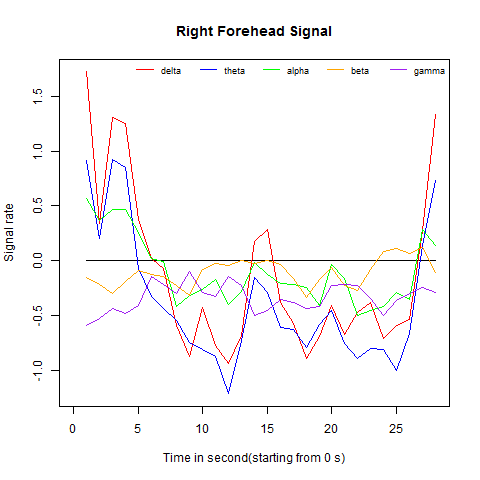 Right Forehead Signal
delta theta alpha beta gamma
1.5
1.0
0.5
0.0
-0.5
-1.0
Signal rate
0 5 10 15 20 25
Time in second(starting from 0 s)